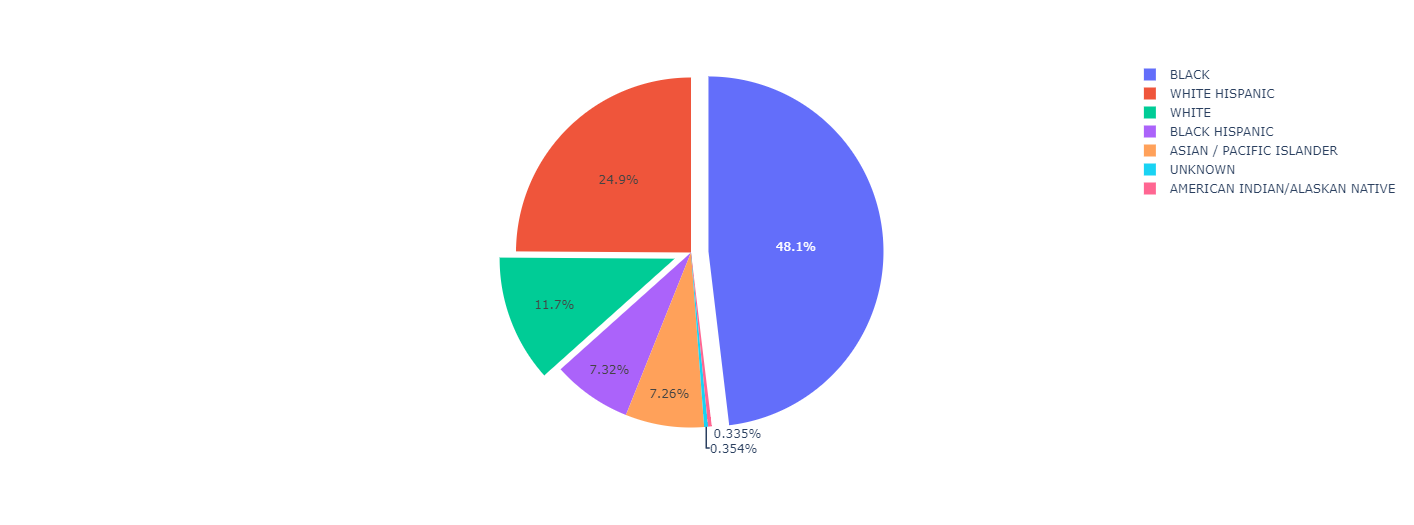 BLACK
WHITE HISPANIC
WHITE
BLACK HISPANIC
ASIAN / PACIFIC ISLANDER
UNKNOWN
AMERICAN INDIAN/ALASKAN NATIVE
24.9%
48.1%
11.7%
7.32%
7.26%
0.335%
0.354%